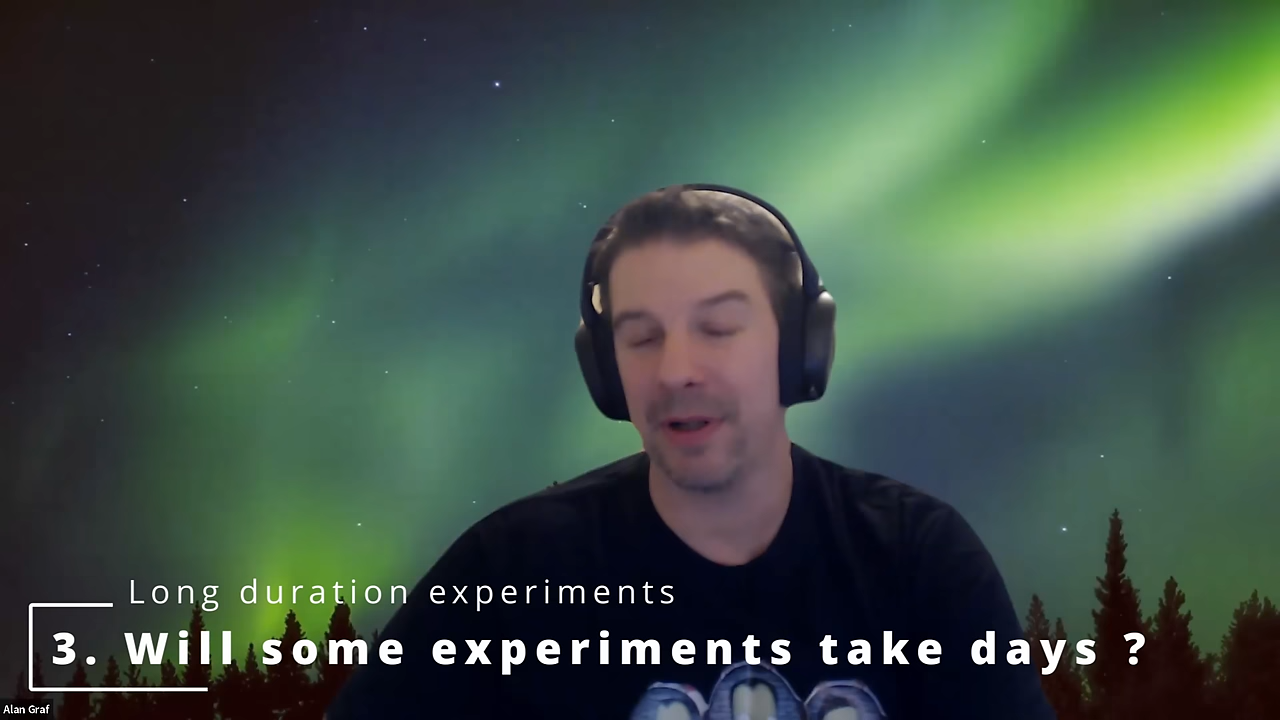 Long duration experiments
3. Will some experiments take days ?
Alan Graf